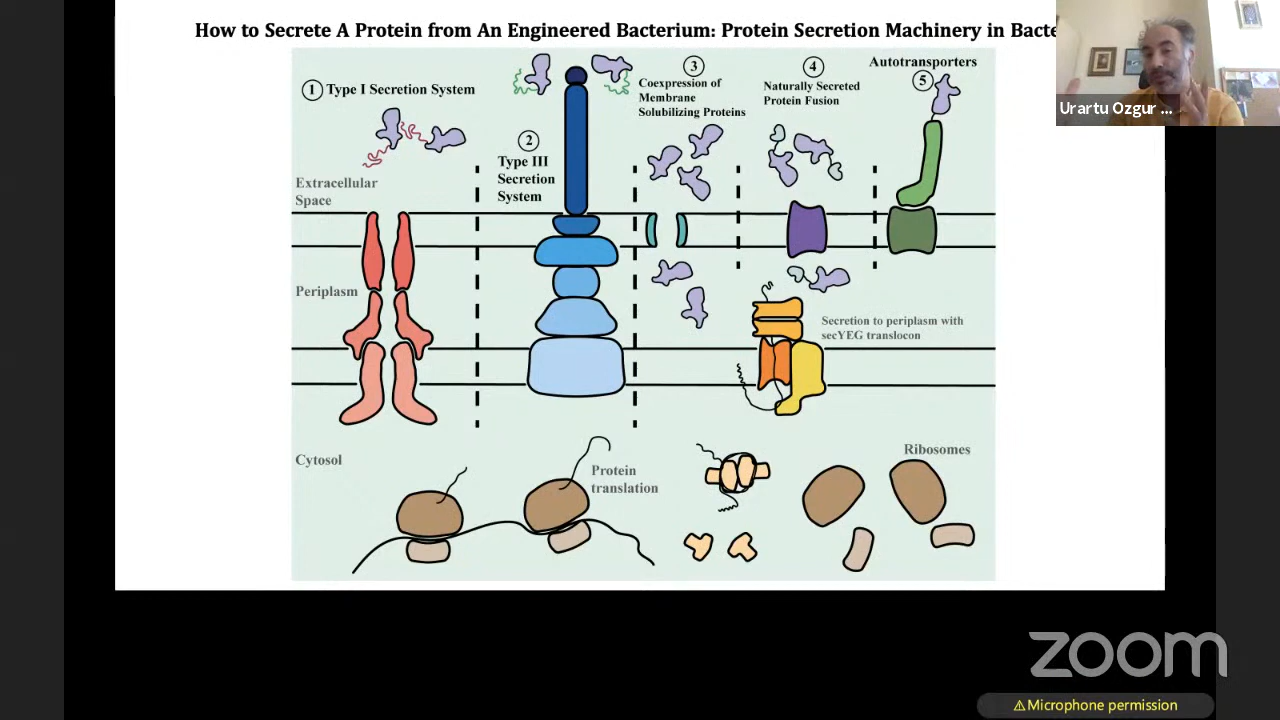 How to Secrete A Protein from An Engineered Bacterium: Protein Secretion Machinery in Bacte
Urartu Ozgur ...
1 Type I Secretion System
2
Type III
Secretion
System
3
Coexpression of
Membrane
Solubilizing Proteins
4
Naturally Secreted
Protein Fusion
Autotransporters
5
Extracellular
Space
Periplasm
Secretion to periplasm with
secYEG translocon
Cytosol
Protein
translation
Ribosomes
zoom
⚠Microphone permission